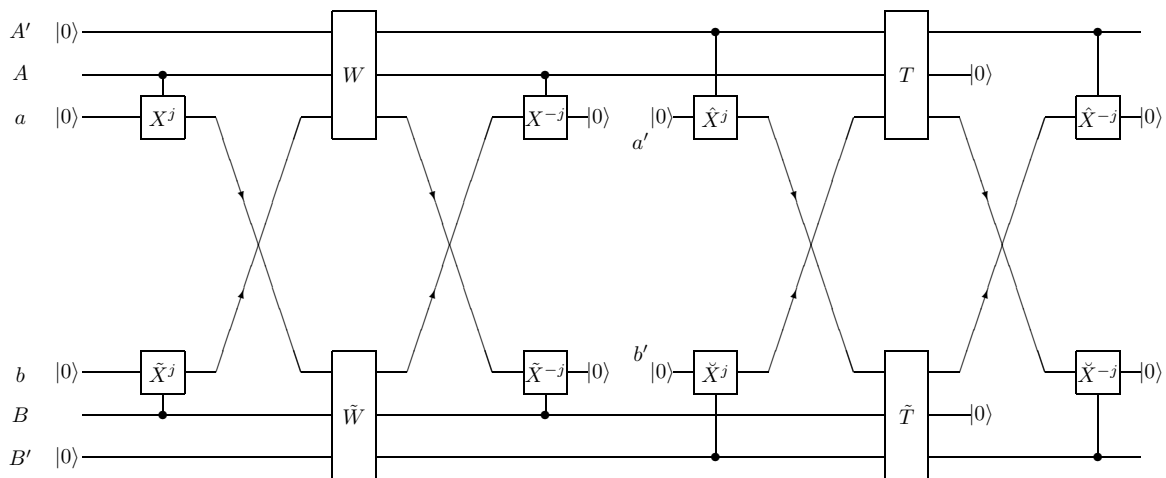 A′ |0⟩
A W T |0⟩
a |0⟩ X^j X^{-j} |0⟩ |0⟩ X̂^j X̂^{-j} |0⟩
a′
b′
b |0⟩ X̃^j X̃^{-j} |0⟩ |0⟩ X̆^j X̆^{-j} |0⟩
B W̃ T̃ |0⟩
B′ |0⟩